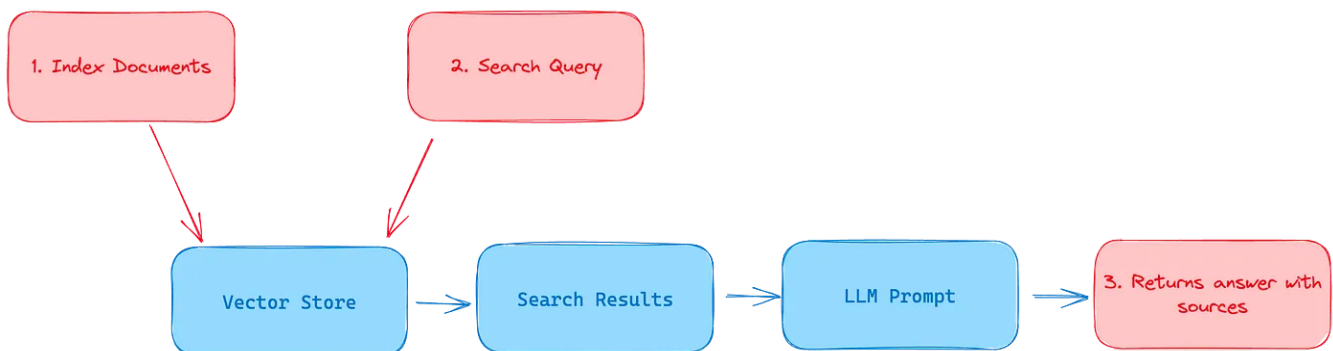 1. Index Documents
2. Search Query
Vector Store
Search Results
LLM Prompt
3. Returns answer with
sources